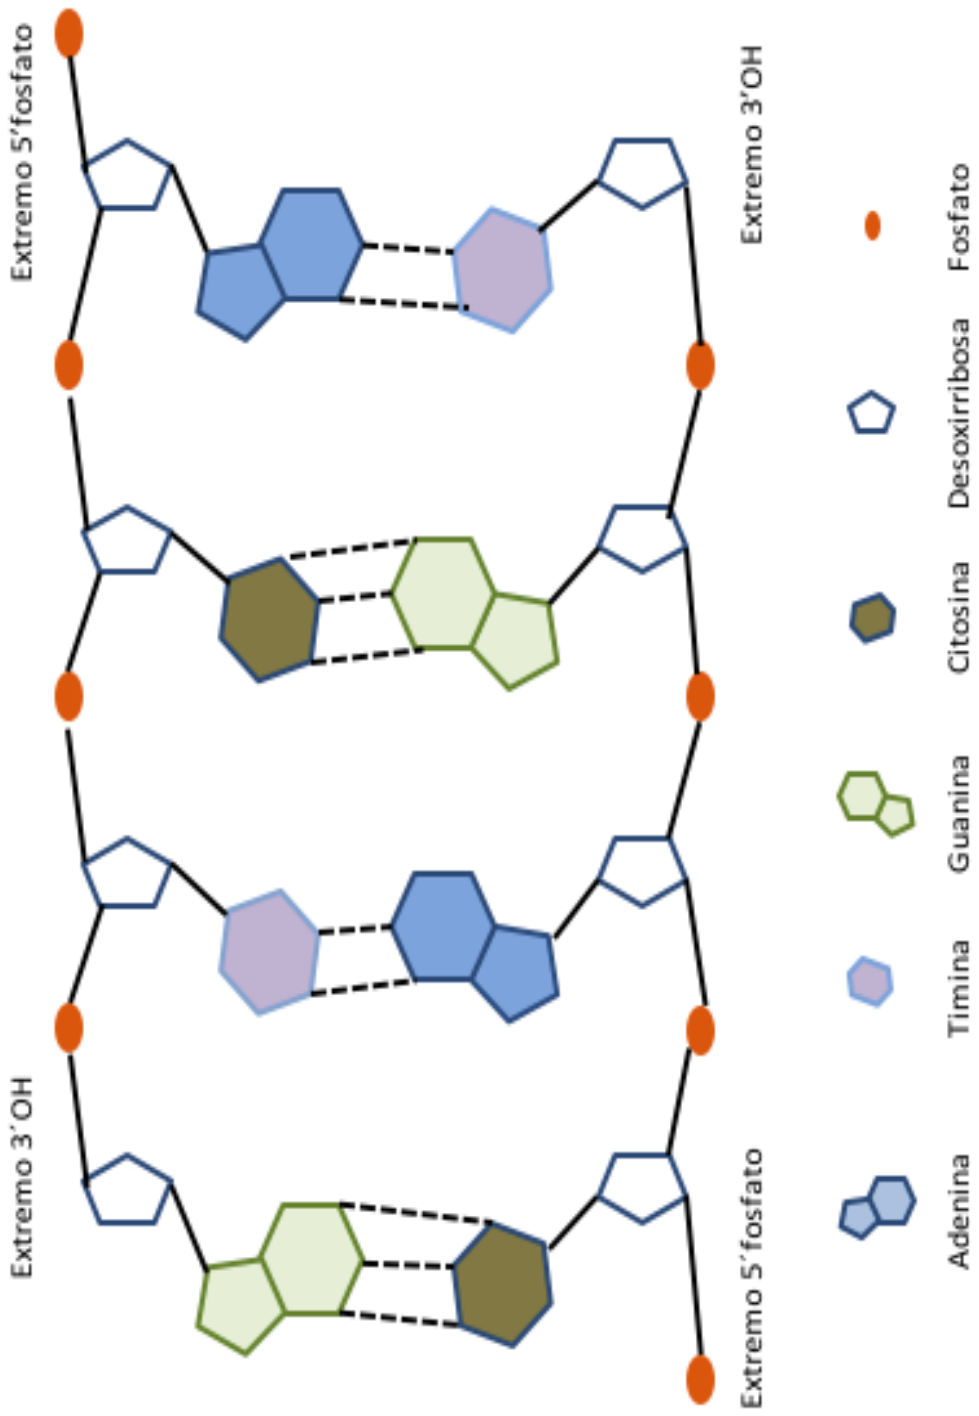 Extremo 3´OH
Extremo 5'fosfato
Extremo 5´fosfato
Extremo 3'OH
Adenina
Timina
Guanina
Citosina
Desoxirribosa
Fosfato